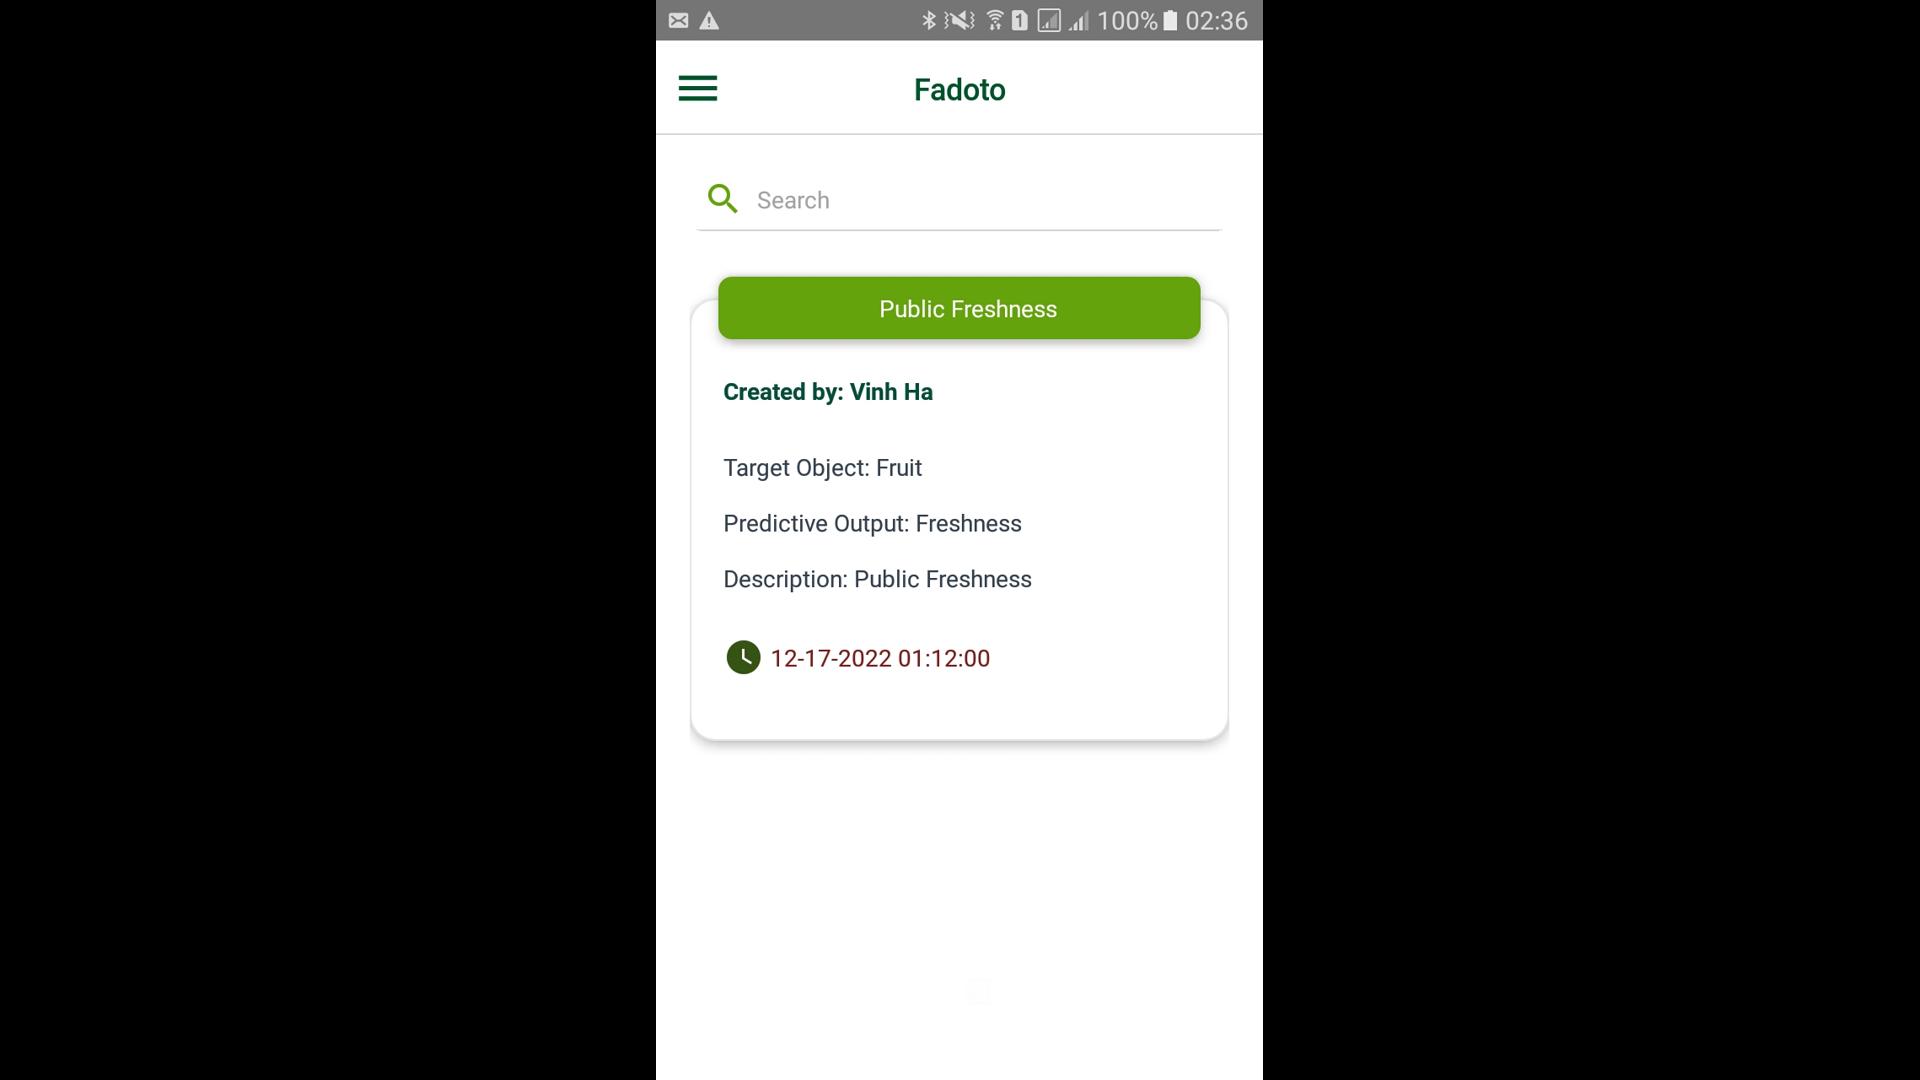 1 100% 02:36
Fadoto
Search
Public Freshness
Created by: Vinh Ha
Target Object: Fruit
Predictive Output: Freshness
Description: Public Freshness
12-17-2022 01:12:00